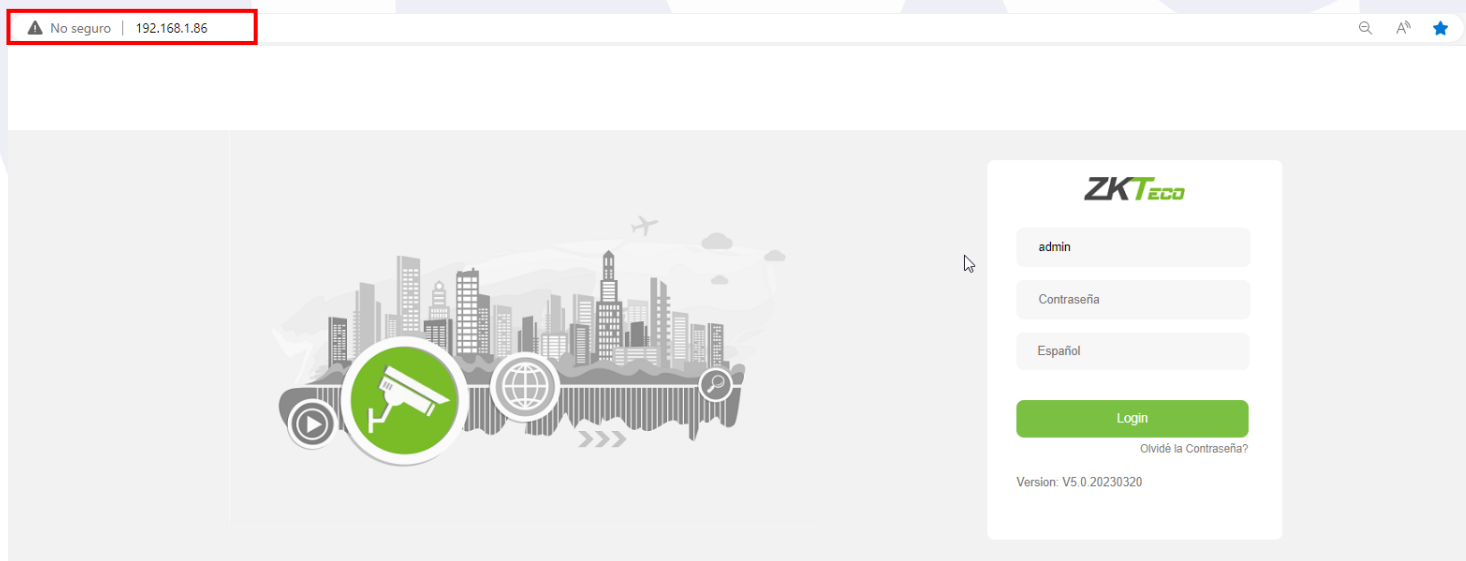 No seguro | 192.168.1.86
ZKTeco
admin
Contraseña
Español
Login
Olvidé la Contraseña?
Version: V5.0.20230320